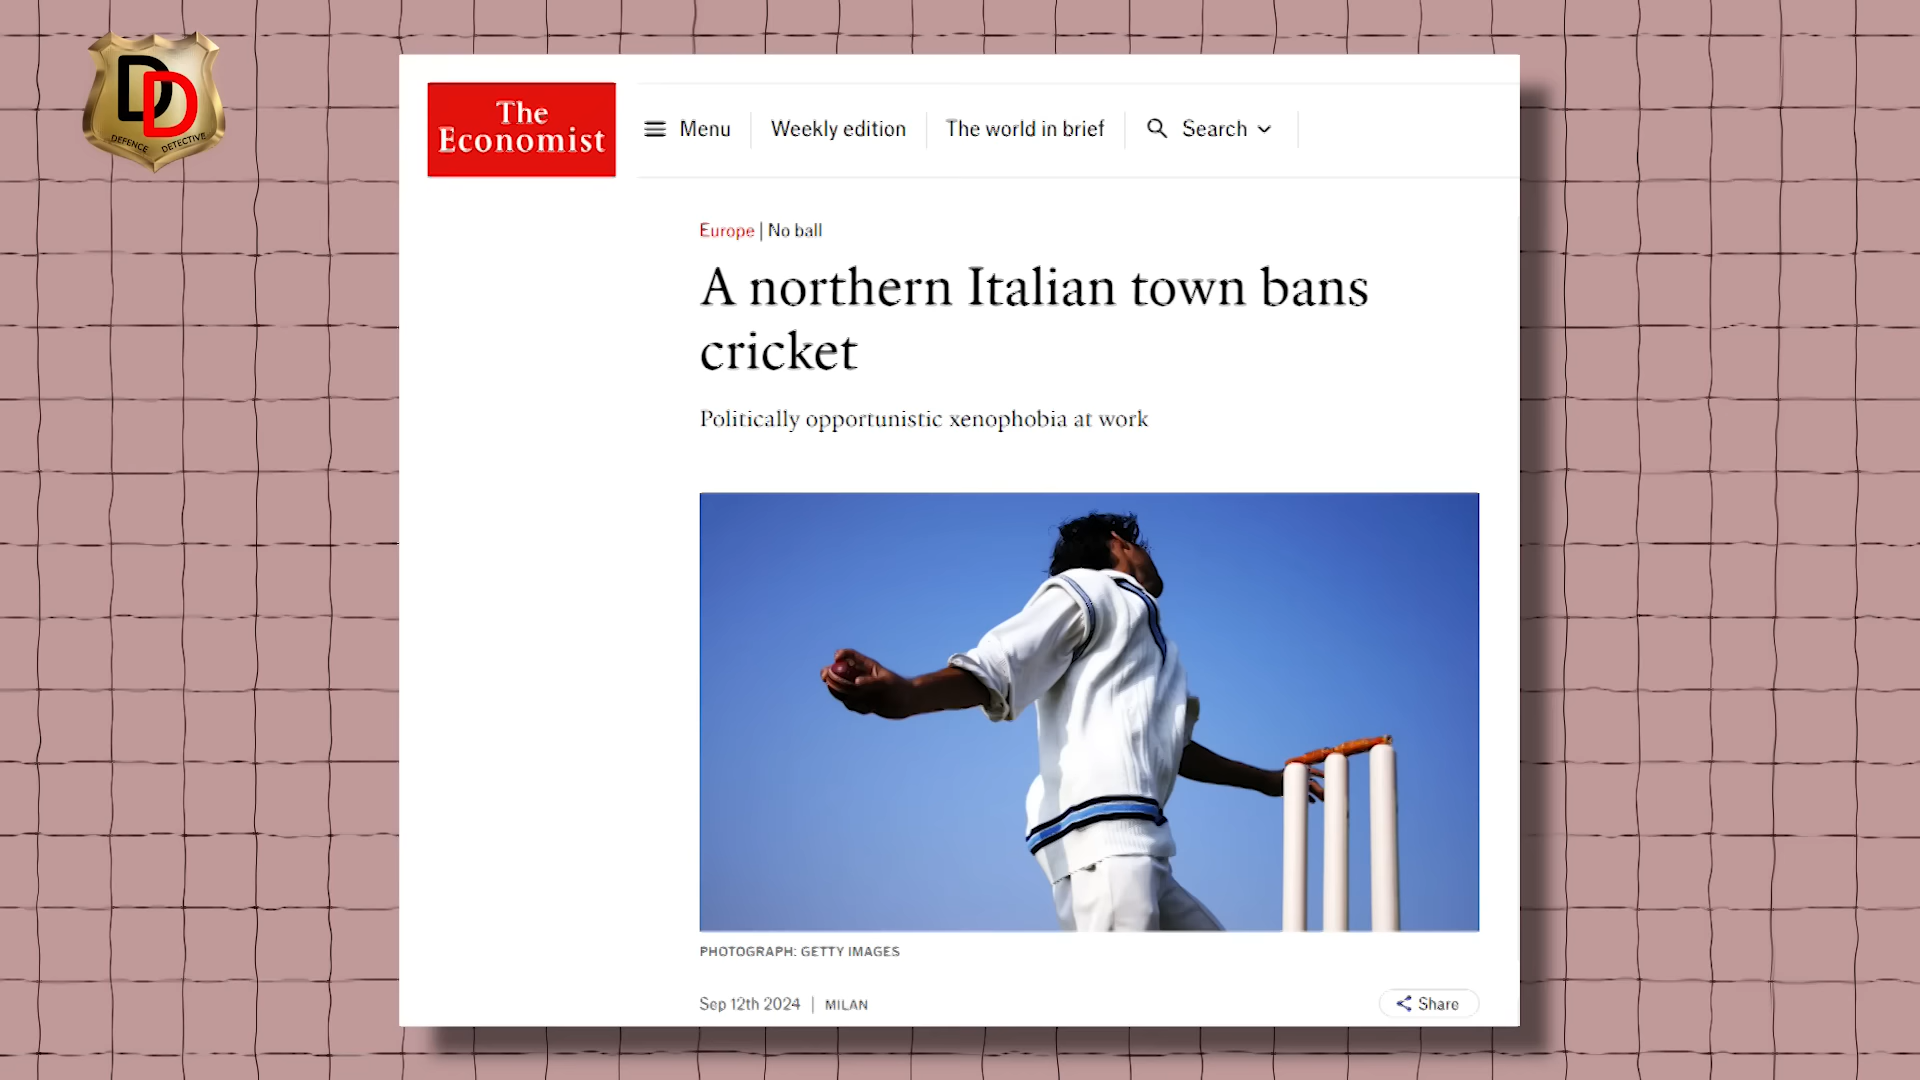 DD
DEFENCE DETECTIVE
The
Economist
Menu
Weekly edition
The world in brief
Search
Europe | No ball
A northern Italian town bans
cricket
Politically opportunistic xenophobia at work
PHOTOGRAPH: GETTY IMAGES
Sep 12th 2024 | MILAN
Share